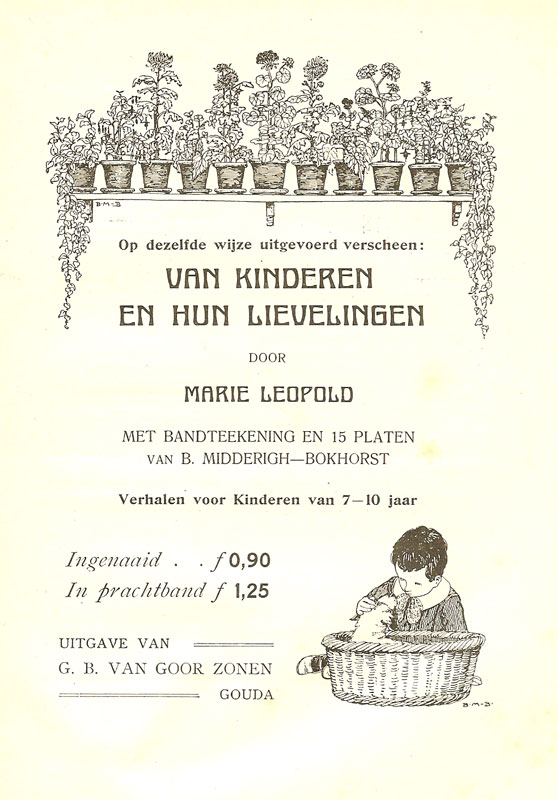 B-M-B
Op dezelfde wijze uitgevoerd verscheen:
VAN KINDEREN
EN HUN LIEVELINGEN
DOOR
MARIE LEOPOLD
MET BANDTEEKENING EN 15 PLATEN
VAN B. MIDDERIGH—BOKHORST
Verhalen voor Kinderen van 7—10 jaar
Ingenaaid . . f 0,90
In prachtband f 1,25
UITGAVE VAN
G. B. VAN GOOR ZONEN
GOUDA
B-M-B-